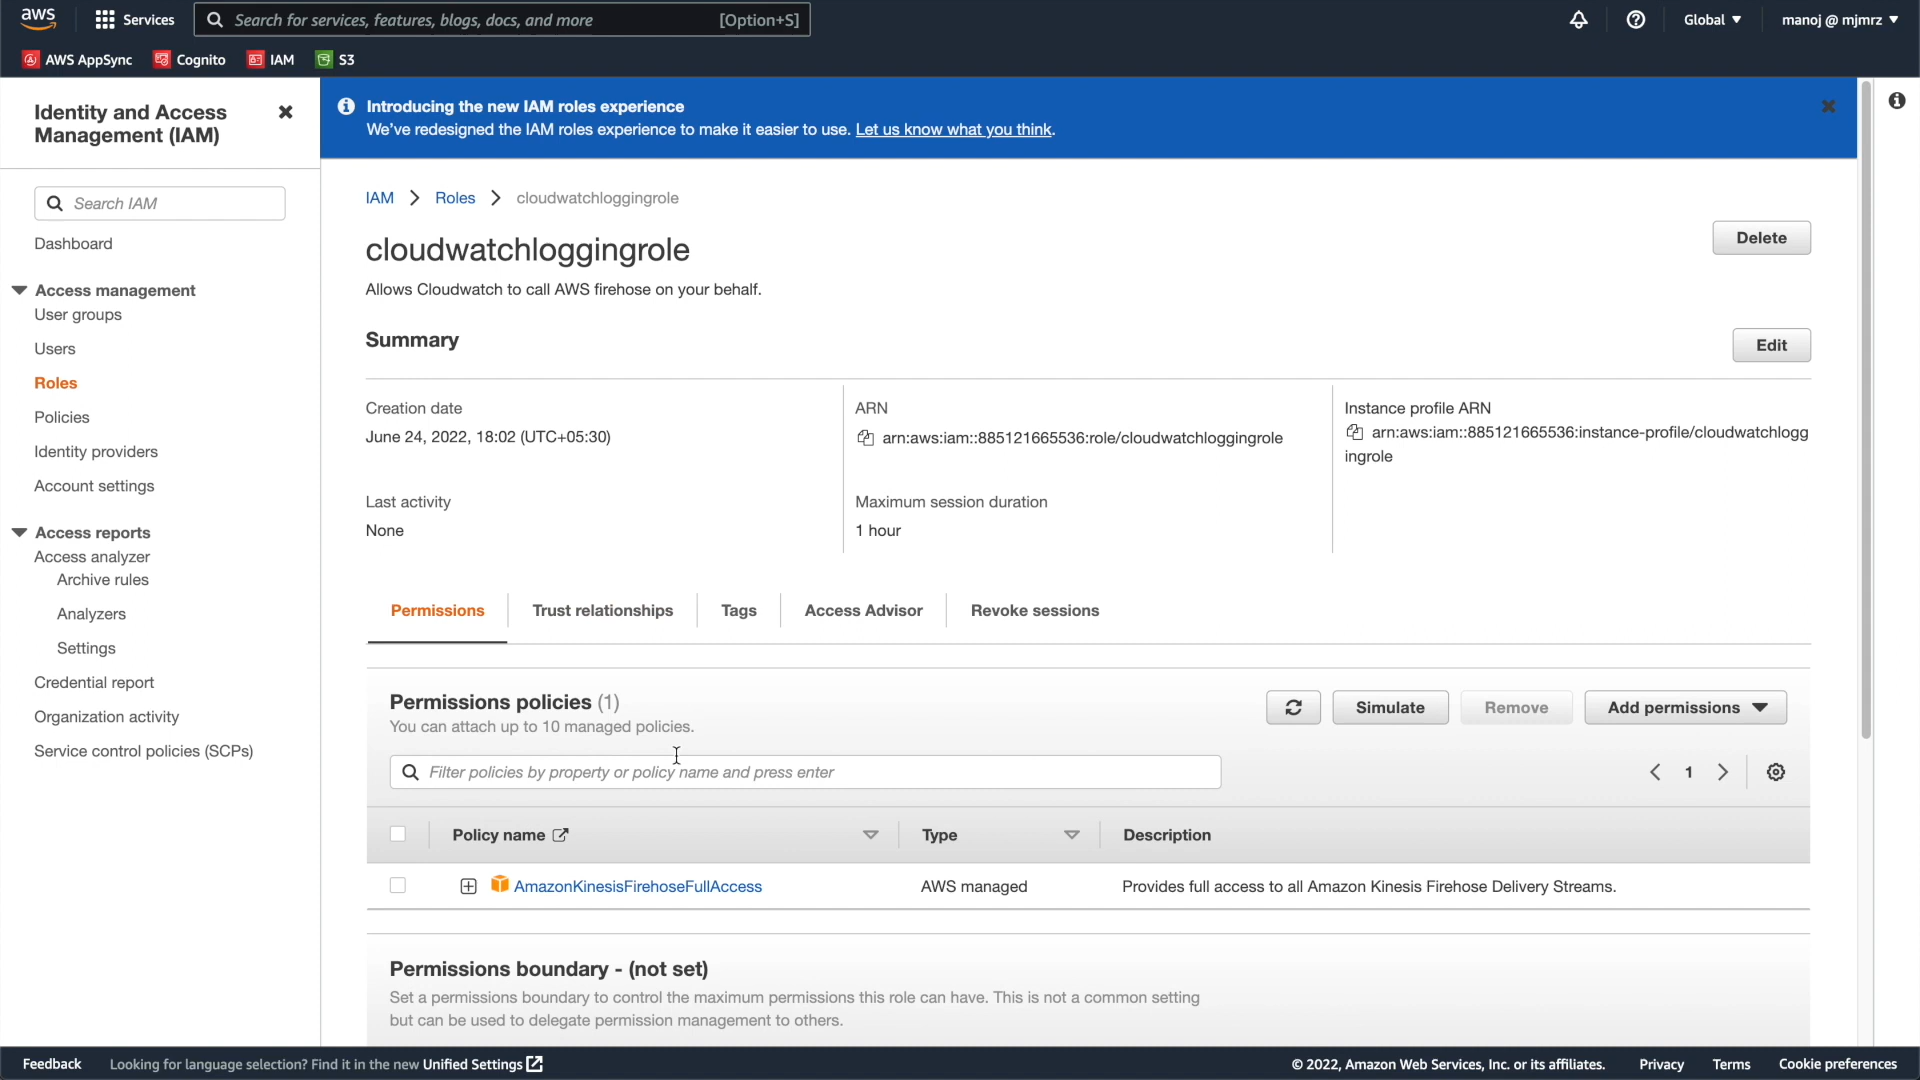 aws
Services
Search for services, features, blogs, docs, and more
[Option+S]
Global
manoj @ mjmrz
AWS AppSync
Cognito
IAM
S3
Identity and Access
Management (IAM)
Search IAM
Dashboard
Access management
User groups
Users
Roles
Policies
Identity providers
Account settings
Access reports
Access analyzer
Archive rules
Analyzers
Settings
Credential report
Organization activity
Service control policies (SCPs)
Introducing the new IAM roles experience
We've redesigned the IAM roles experience to make it easier to use. Let us know what you think.
IAM > Roles > cloudwatchloggingrole
cloudwatchloggingrole
Delete
Allows Cloudwatch to call AWS firehose on your behalf.
Summary
Edit
Creation date
June 24, 2022, 18:02 (UTC+05:30)
ARN
arn:aws:iam::885121665536:role/cloudwatchloggingrole
Instance profile ARN
arn:aws:iam::885121665536:instance-profile/cloudwatchlogg
ingrole
Last activity
None
Maximum session duration
1 hour
Permissions
Trust relationships
Tags
Access Advisor
Revoke sessions
Permissions policies (1)
You can attach up to 10 managed policies.
Simulate
Remove
Add permissions
Filter policies by property or policy name and press enter
1
Policy name
Type
Description
AmazonKinesisFirehoseFullAccess
AWS managed
Provides full access to all Amazon Kinesis Firehose Delivery Streams.
Permissions boundary - (not set)
Set a permissions boundary to control the maximum permissions this role can have. This is not a common setting
but can be used to delegate permission management to others.
Feedback
Looking for language selection? Find it in the new Unified Settings
© 2022, Amazon Web Services, Inc. or its affiliates.
Privacy
Terms
Cookie preferences